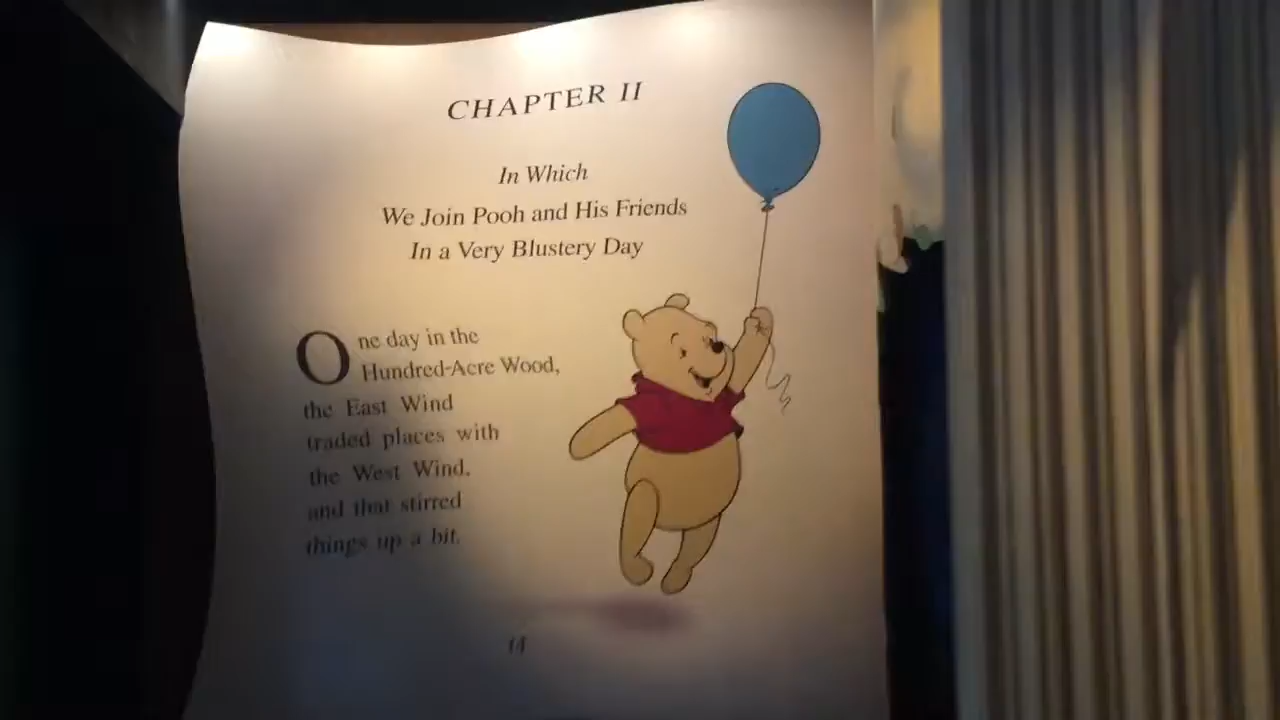 CHAPTER II
In Which
We Join Pooh and His Friends
In a Very Blustery Day
One day in the
Hundred-Acre Wood,
the East Wind
traded places with
the West Wind,
and that stirred
things up a bit.
14